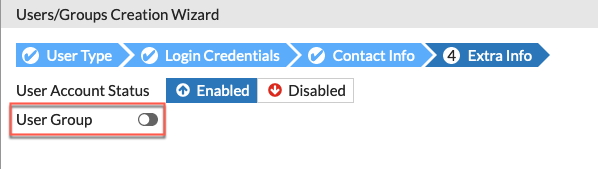 Users/Groups Creation Wizard
User Type Login Credentials Contact Info 4 Extra Info
User Account Status Enabled Disabled
User Group